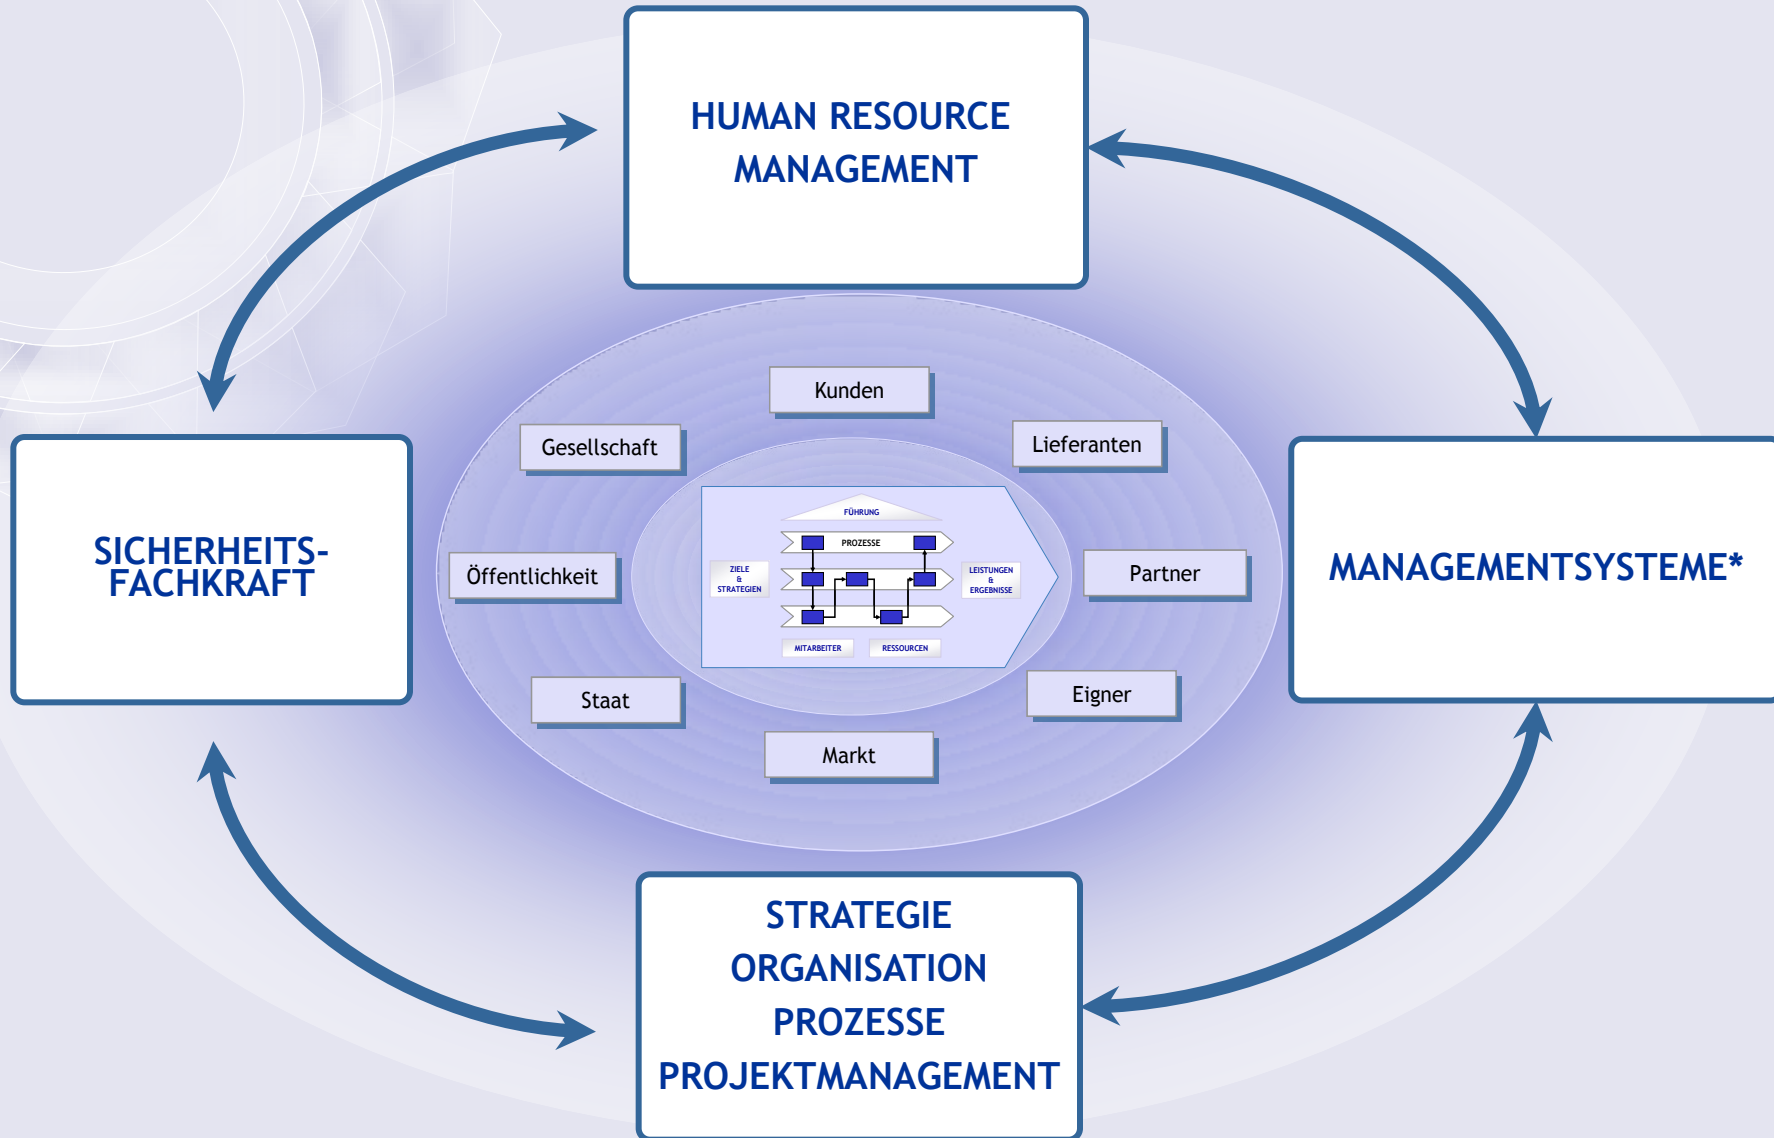 HUMAN RESOURCE
MANAGEMENT
Kunden
Gesellschaft
Lieferanten
FÜHRUNG
PROZESSE
SICHERHEITS-
FACHKRAFT
Öffentlichkeit
ZIELE
&
STRATEGIEN
LEISTUNGEN
&
ERGEBNISSE
Partner
MANAGEMENTSYSTEME*
MITARBEITER
RESSOURCEN
Staat
Eigner
Markt
STRATEGIE
ORGANISATION
PROZESSE
PROJEKTMANAGEMENT